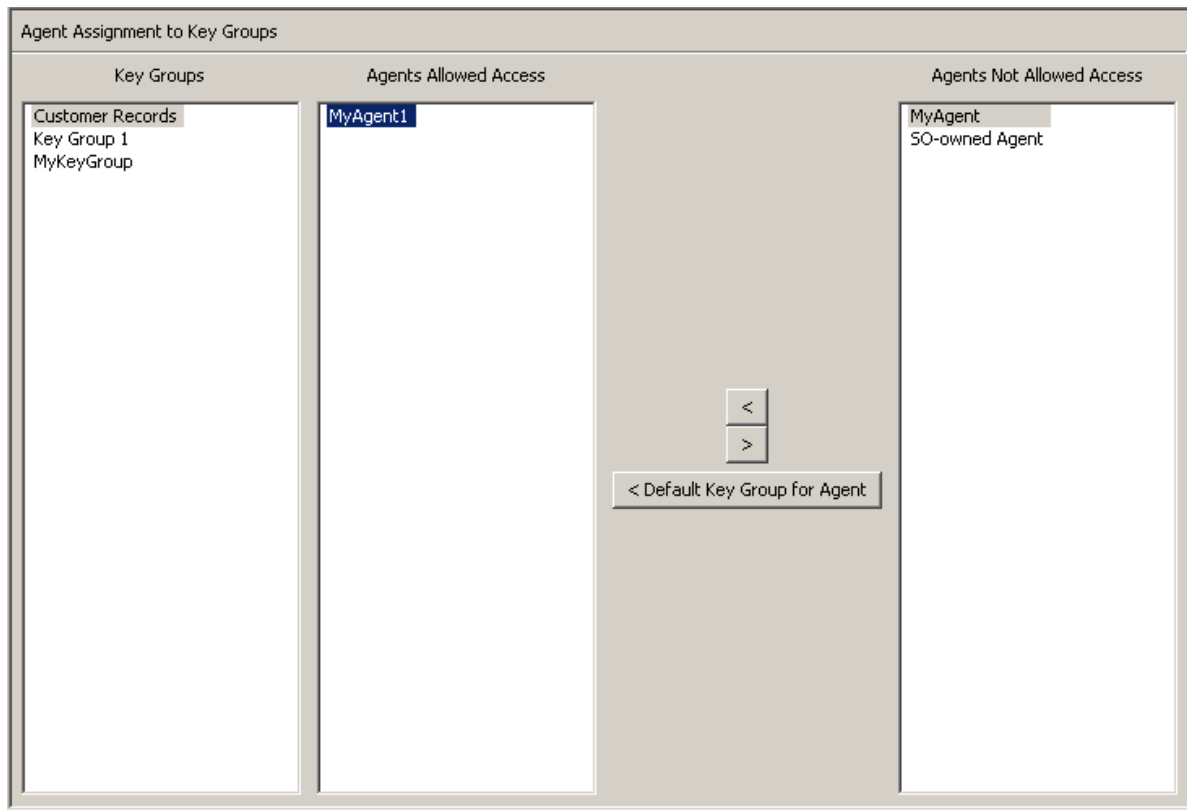 Agent Assignment to Key Groups
Key Groups
Agents Allowed Access
Agents Not Allowed Access
Customer Records
Key Group 1
MyKeyGroup
MyAgent1
MyAgent
SO-owned Agent
<
>
< Default Key Group for Agent